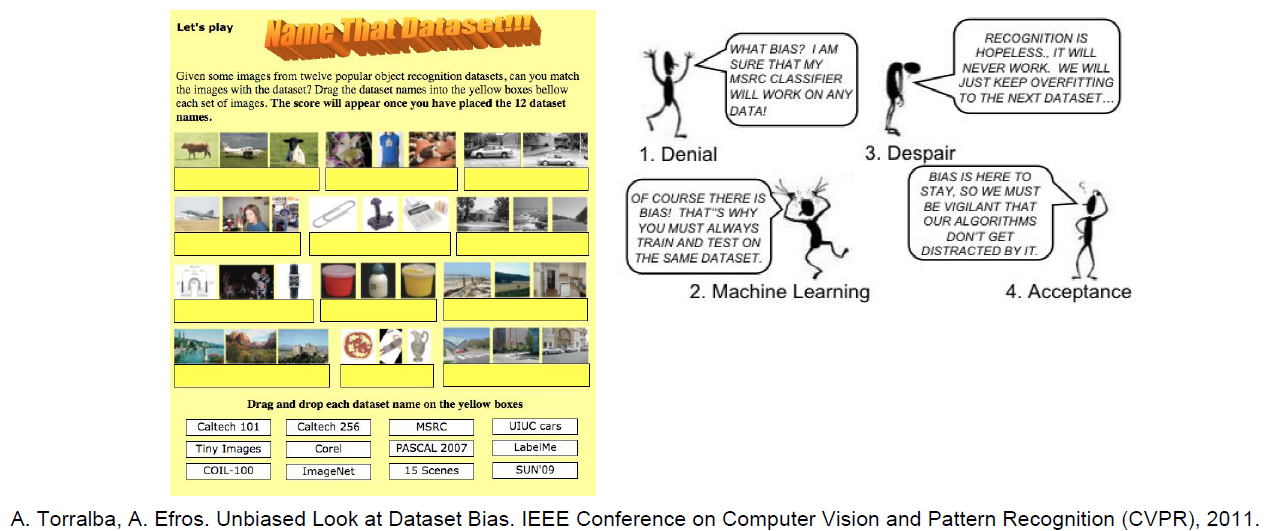 Let's play
Name That Dataset!!!
Given some images from twelve popular object recognition datasets, can you match
the images with the dataset? Drag the dataset names into the yellow boxes bellow
each set of images. The score will appear once you have placed the 12 dataset
names.
Drag and drop each dataset name on the yellow boxes
Caltech 101
Caltech 256
MSRC
UIUC cars
Tiny Images
Corel
PASCAL 2007
LabelMe
COIL-100
ImageNet
15 Scenes
SUN'09
WHAT BIAS? I AM
SURE THAT MY
MSRC CLASSIFIER
WILL WORK ON ANY
DATA!
1. Denial
OF COURSE THERE IS
BIAS! THAT"S WHY
YOU MUST ALWAYS
TRAIN AND TEST ON
THE SAME DATASET.
2. Machine Learning
RECOGNITION IS
HOPELESS., IT WILL
NEVER WORK. WE WILL
JUST KEEP OVERFITTING
TO THE NEXT DATASET...
3. Despair
BIAS IS HERE TO
STAY, SO WE MUST
BE VIGILANT THAT
OUR ALGORITHMS
DON'T GET
DISTRACTED BY IT.
4. Acceptance
A. Torralba, A. Efros. Unbiased Look at Dataset Bias. IEEE Conference on Computer Vision and Pattern Recognition (CVPR), 2011.